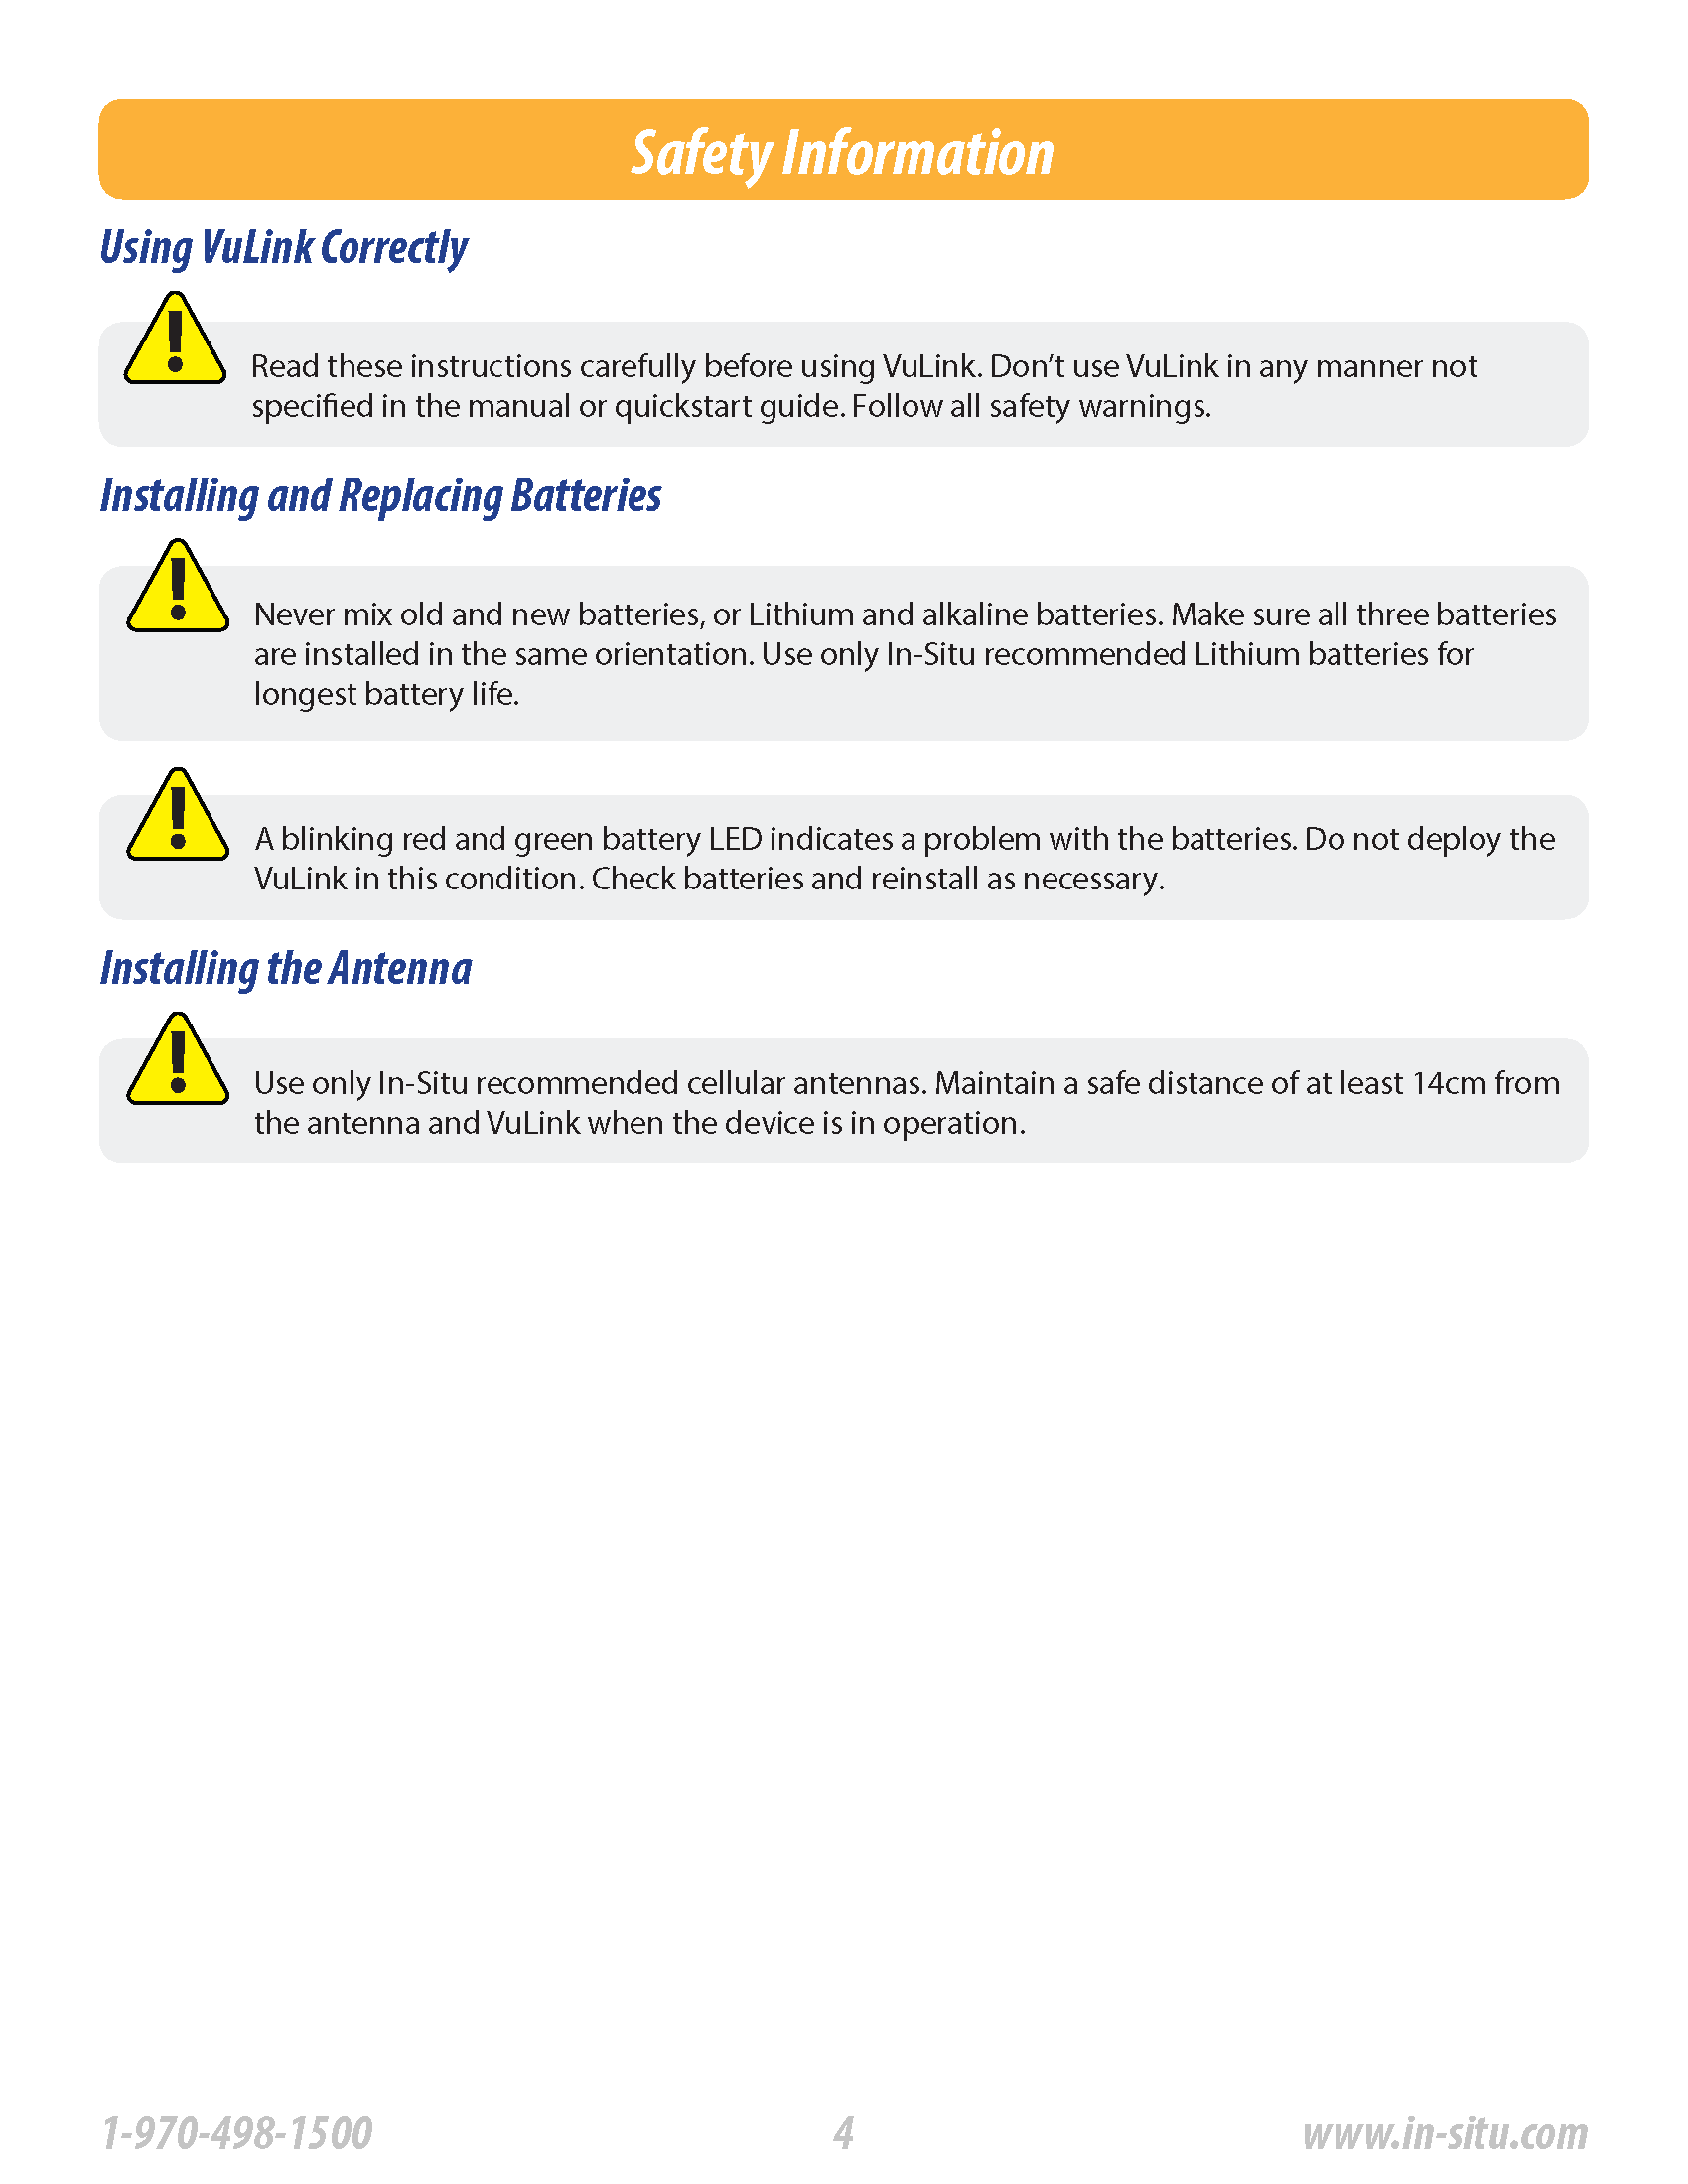 Safety Information
Using VuLink Correctly
Read these instructions carefully before using VuLink. Don’t use VuLink in any manner not
specified in the manual or quickstart guide. Follow all safety warnings.
Installing and Replacing Batteries
Never mix old and new batteries, or Lithium and alkaline batteries. Make sure all three batteries
are installed in the same orientation. Use only In-Situ recommended Lithium batteries for
longest battery life.
A blinking red and green battery LED indicates a problem with the batteries. Do not deploy the
VuLink in this condition. Check batteries and reinstall as necessary.
Installing the Antenna
Use only In-Situ recommended cellular antennas. Maintain a safe distance of at least 14cm from
the antenna and VuLink when the device is in operation.
1-970-498-1500 4 www.in-situ.com